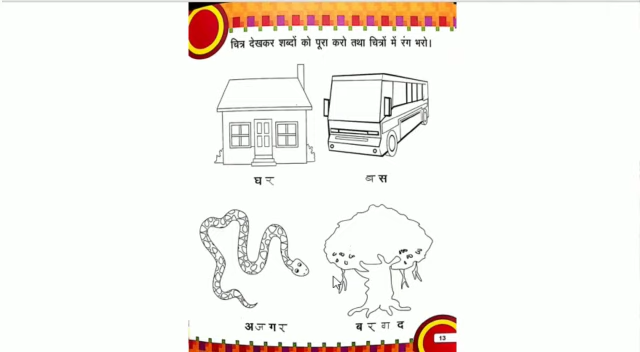 चित्र देखकर शब्दों को पूरा करो तथा चित्रों में रंग भरो।
घर
बस
अजगर
बरगद
13